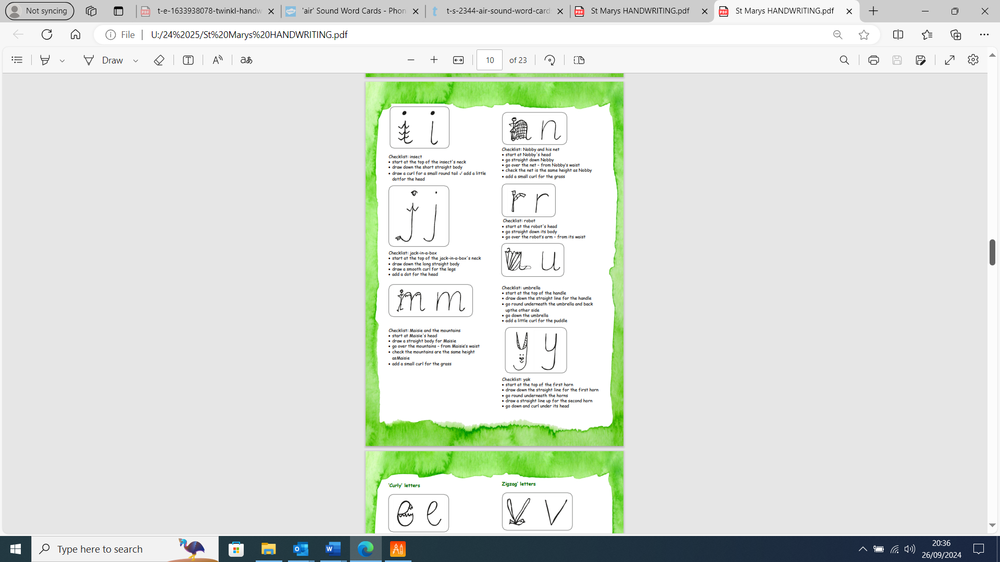 Not syncing
t-e-1633938078-twinkl-handw
'air' Sound Word Cards - Phon
t-s-2344-air-sound-word-card
St Marys HANDWRITING.pdf
St Marys HANDWRITING.pdf
File
U:/24%2025/St%20Marys%20HANDWRITING.pdf
Draw
10 of 23
i
Checklist: insect
• start at the top of the insect's neck
• draw down the short straight body
• draw a curl for a small round tail ✓ add a little
dotfor the head
j j
Checklist: jack-in-a-box
• start at the top of the jack-in-a-box's neck
• draw down the long straight body
• draw a smooth curl for the legs
• add a dot for the head
m m
Checklist: Maisie and the mountains
• start at Maisie's head
• draw a straight body for Maisie
• go over the mountains – from Maisie's waist
• check the mountains are the same height
asMaisie
• add a small curl for the grass
n n
Checklist: Nobby and his net
• start at Nobby's head
• go straight down Nobby
• go over the net – from Nobby's waist
• check the net is the same height as Nobby
• add a small curl for the grass
r r
Checklist: robot
• start at the robot's head
• go straight down its body
• go over the robot's arm – from its waist
u u
Checklist: umbrella
• start at the top of the handle
• draw down the straight line for the handle
• go round underneath the umbrella and back
upthe other side
• go down the umbrella
• add a little curl for the puddle
y y
Checklist: yak
• start at the top of the first horn
• draw down the straight line for the first horn
• go round underneath the horns
• draw a straight line up for the second horn
• go down and curl under its head
'Curly' letters
e e
Zigzag' letters
v v
Type here to search
20:36
26/09/2024